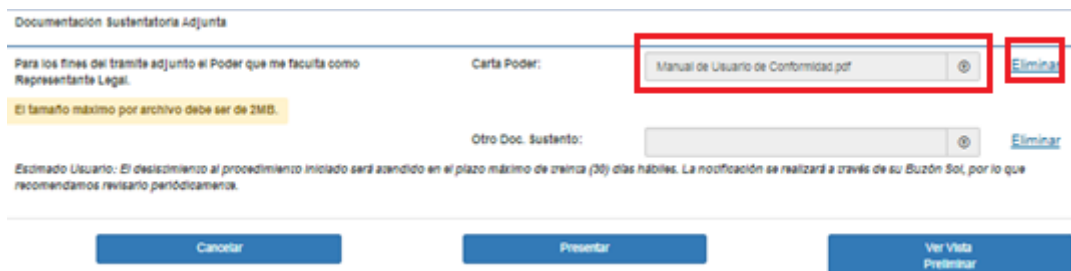 Documentación Sustentatoria Adjunta
Para los fines del trámite adjunto el Poder que me faculta como
Representante Legal.
Carta Poder:
Manual de Usuario de Conformidad.pdf
Eliminar
El tamaño máximo por archivo debe ser de 2MB.
Otro Doc. Sustento:
Eliminar
Estimado Usuario: El desistimiento al procedimiento iniciado será atendido en el plazo máximo de treinta (30) días hábiles. La notificación se realizará a través de su Buzón Sol, por lo que
recomendamos revisarlo periódicamente.
Cancelar
Presentar
Ver Vista
Preliminar